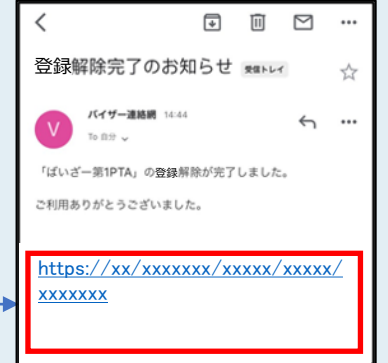 登録解除完了のお知らせ 受信トレイ
V
バイザー連絡網 14:44
To 自分
「ばいざー第1PTA」の登録解除が完了しました。
ご利用ありがとうございました。
https://xx/xxxxxxx/xxxxx/xxxxx/
xxxxxxx